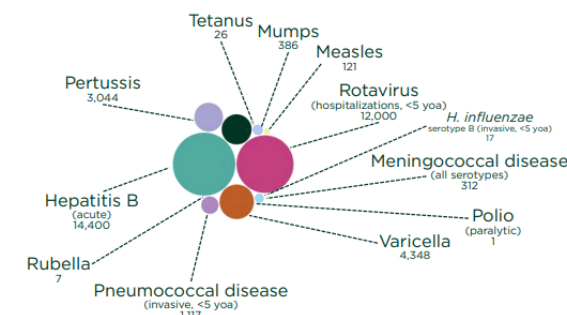 Tetanus
26
Mumps
386
Measles
121
Pertussis
3,044
Rotavirus
(hospitalizations, <5 yoa)
12,000
H. influenzae
serotype B (invasive, <5 yoa)
17
Meningococcal disease
(all serotypes)
312
Hepatitis B
(acute)
14,400
Polio
(paralytic)
1
Varicella
4,348
Rubella
7
Pneumococcal disease
(invasive, <5 yoa)
1,117